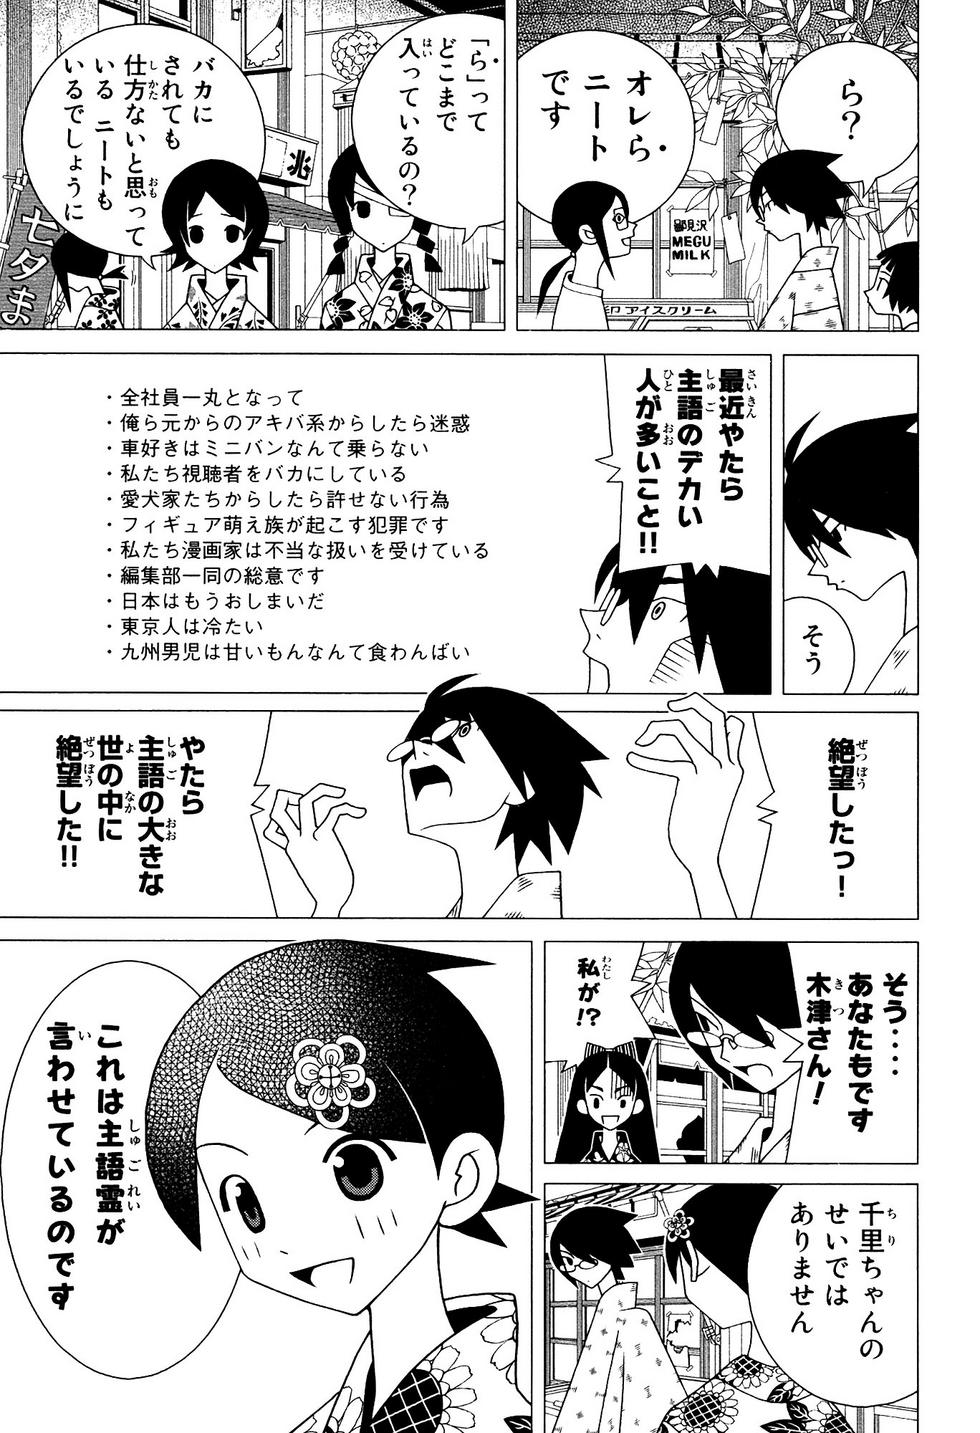 ら?
オレら
ニート
です
鄙見沢
MEGU
MILK
アイスクリーム
「ら」って
どこまで
入っているの?
バカに
されても
仕方ないと思って
いる ニートも
いるでしょうに
北
七夕ま
そう
最近やたら
主語のデカい
人が多いこと!!
・全社員一丸となって
・俺ら元からのアキバ系からしたら迷惑
・車好きはミニバンなんて乗らない
・私たち視聴者をバカにしている
・愛犬家たちからしたら許せない行為
・フィギュア萌え族が起こす犯罪です
・私たち漫画家は不当な扱いを受けている
・編集部一同の総意です
・日本はもうおしまいだ
・東京人は冷たい
・九州男児は甘いもんなんて食わんばい
絶望したっ!
やたら
主語の大きな
世の中に
絶望した!!
そう‥‥
あなたもです
木津さん!
私が!?
千里ちゃんの
せいでは
ありません
これは主語霊が
言わせているのです